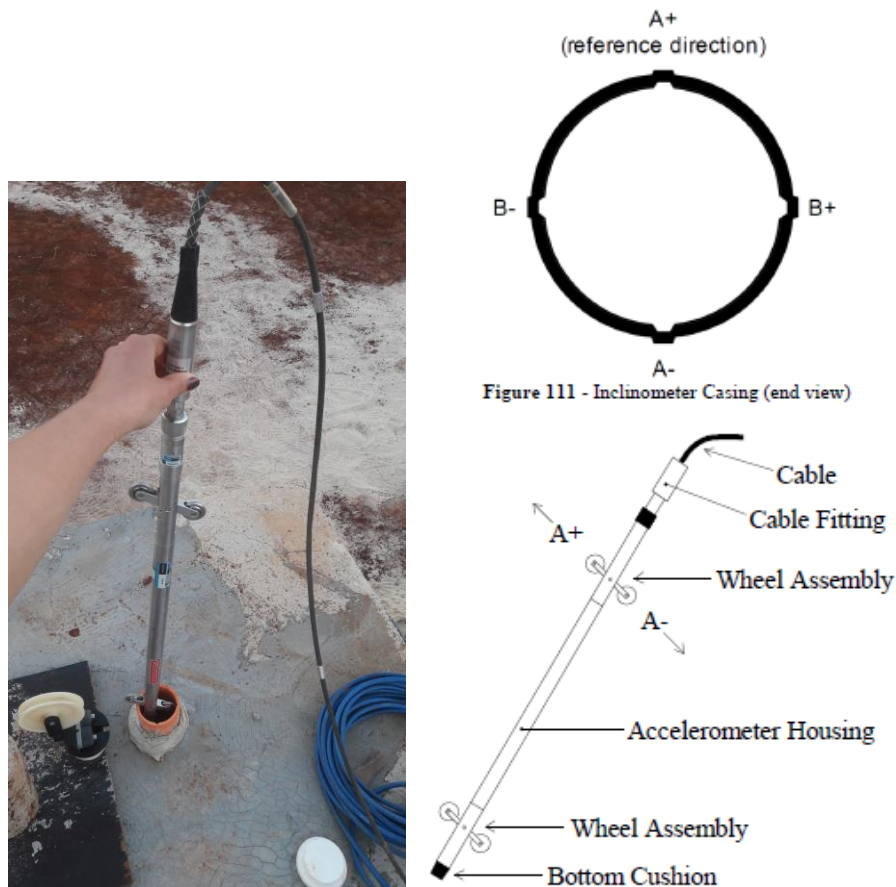 A+
(reference direction)
B-
B+
A-
Figure 111 - Inclinometer Casing (end view)
Cable
Cable Fitting
A+
Wheel Assembly
A-
Accelerometer Housing
Wheel Assembly
Bottom Cushion